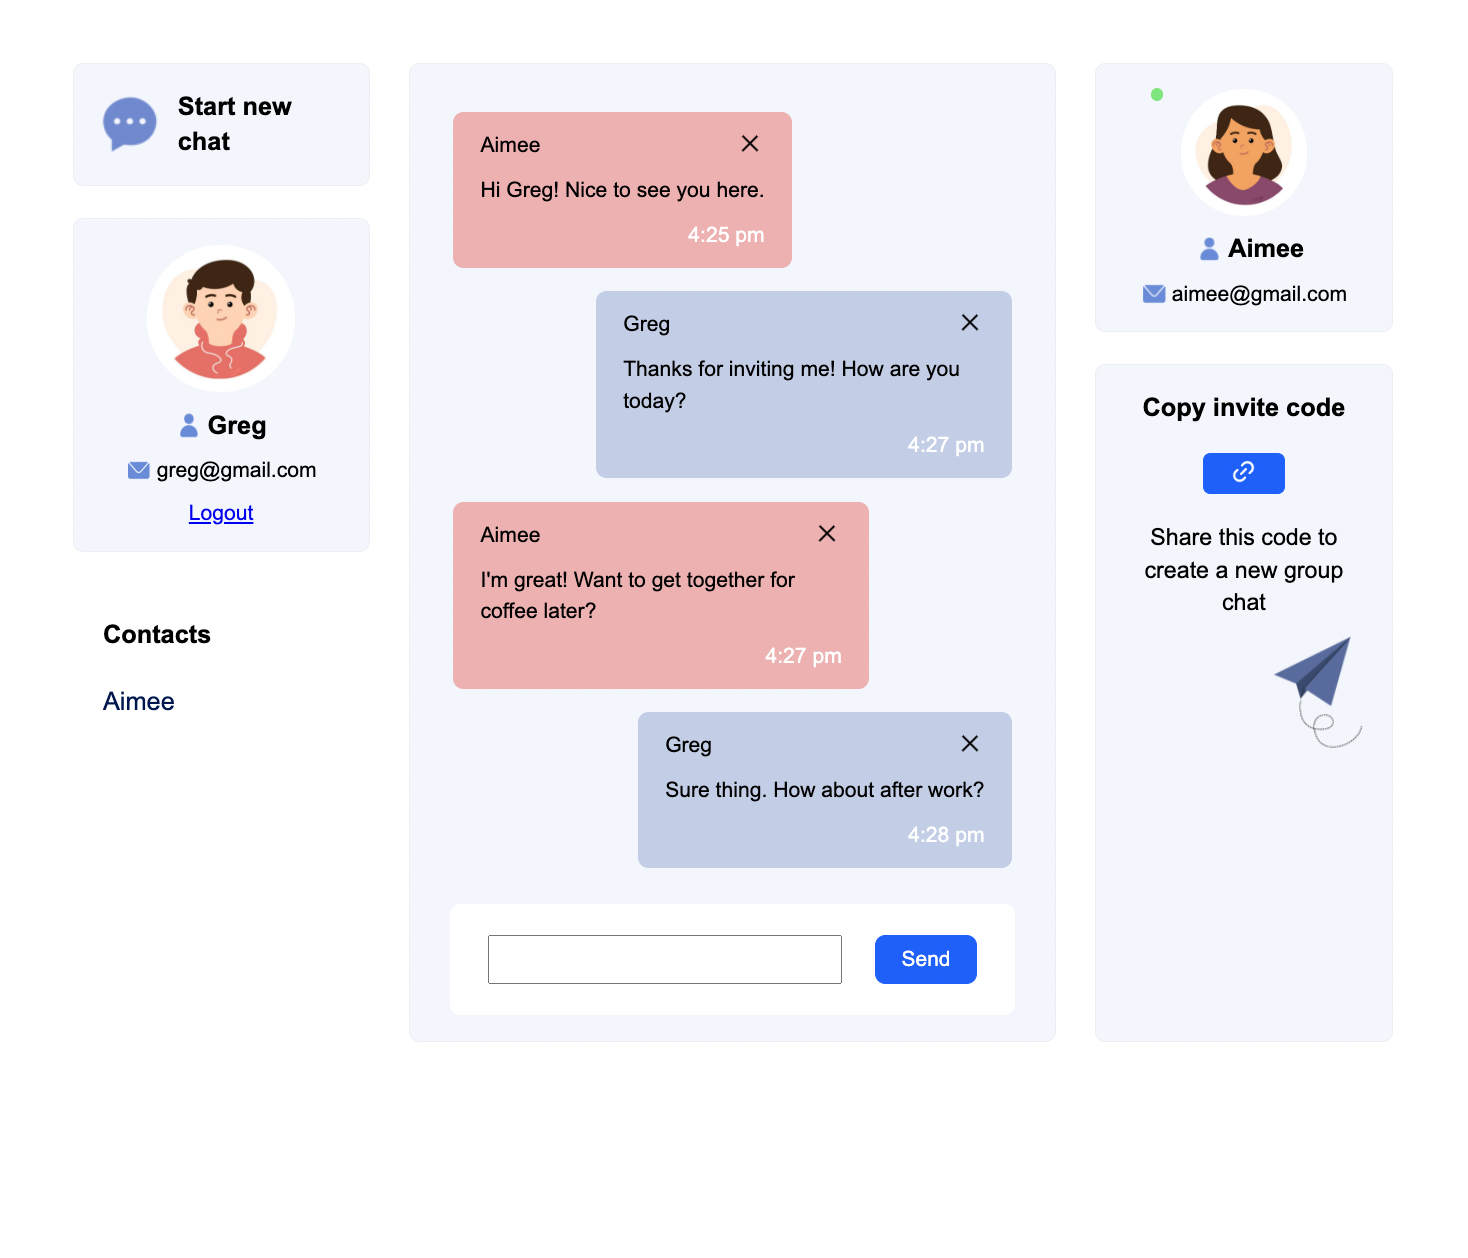 Start new
chat
Greg
greg@gmail.com
Logout
Contacts
Aimee
Aimee
Hi Greg! Nice to see you here.
4:25 pm
Greg
Thanks for inviting me! How are you
today?
4:27 pm
Aimee
I'm great! Want to get together for
coffee later?
4:27 pm
Greg
Sure thing. How about after work?
4:28 pm
Send
Aimee
aimee@gmail.com
Copy invite code
Share this code to
create a new group
chat